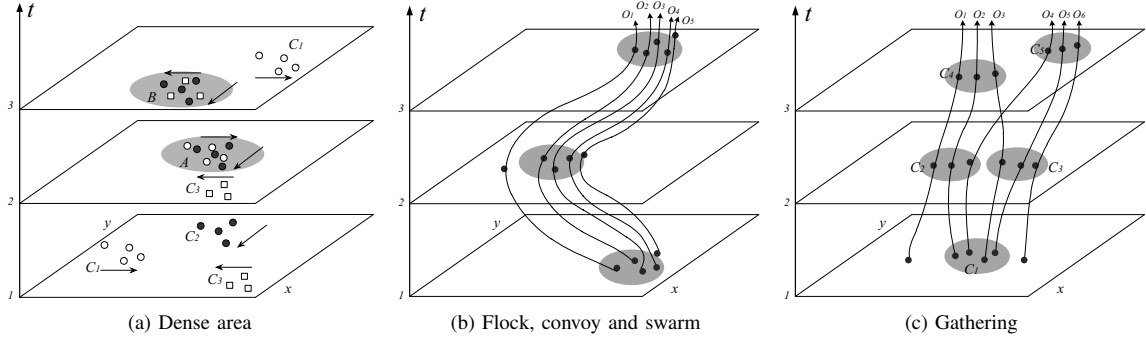 t
C1
B
3
A
C3
2
y
C2
C1
C3
1
x
(a) Dense area
t
O1 O2 O3 O4 O5
3
2
y
1
x
(b) Flock, convoy and swarm
t
O1 O2 O3 O4 O5 O6
C5
C4
3
C2 C3
2
y
C1
1
x
(c) Gathering